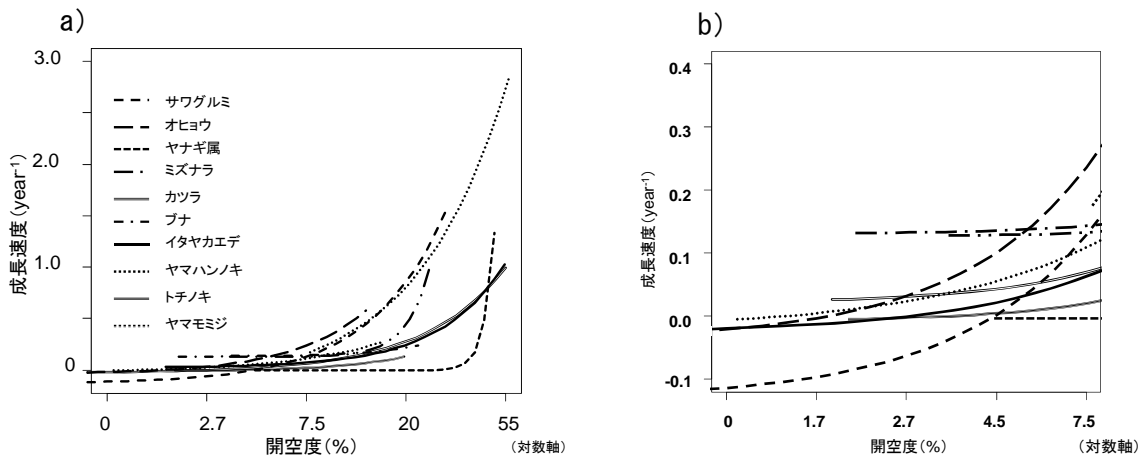 a)
3.0
2.0
1.0
0
成長速度(year-1)
サワグルミ
オヒョウ
ヤナギ属
ミズナラ
カツラ
ブナ
イタヤカエデ
ヤマハンノキ
トチノキ
ヤマモミジ
0 2.7 7.5 20 55
開空度(%)
(対数軸)
b)
0.4
0.3
0.2
0.1
0.0
-0.1
成長速度(year-1)
0 1.7 2.7 4.5 7.5
開空度(%)
(対数軸)